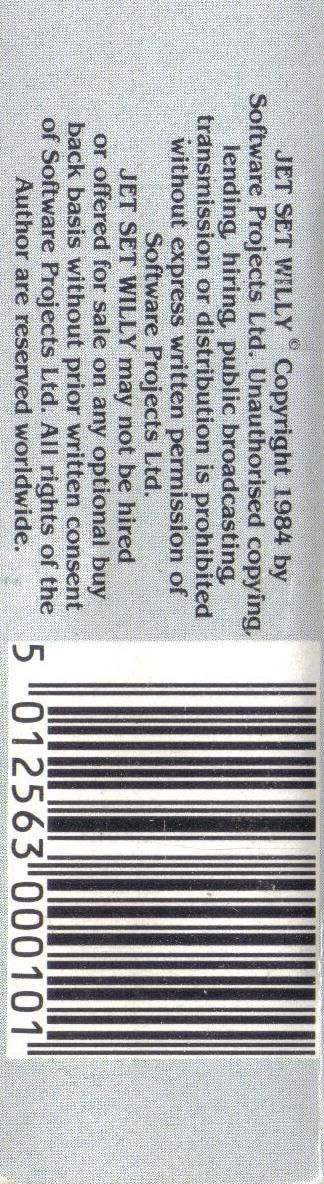 JET SET WILLY © Copyright 1984 by
Software Projects Ltd. Unauthorised copying,
lending, hiring, public broadcasting,
transmission or distribution is prohibited
without express written permission of
Software Projects Ltd.
JET SET WILLY may not be hired
or offered for sale on any optional buy
back basis without prior written consent
of Software Projects Ltd. All rights of the
Author are reserved worldwide.
5 012563 000101